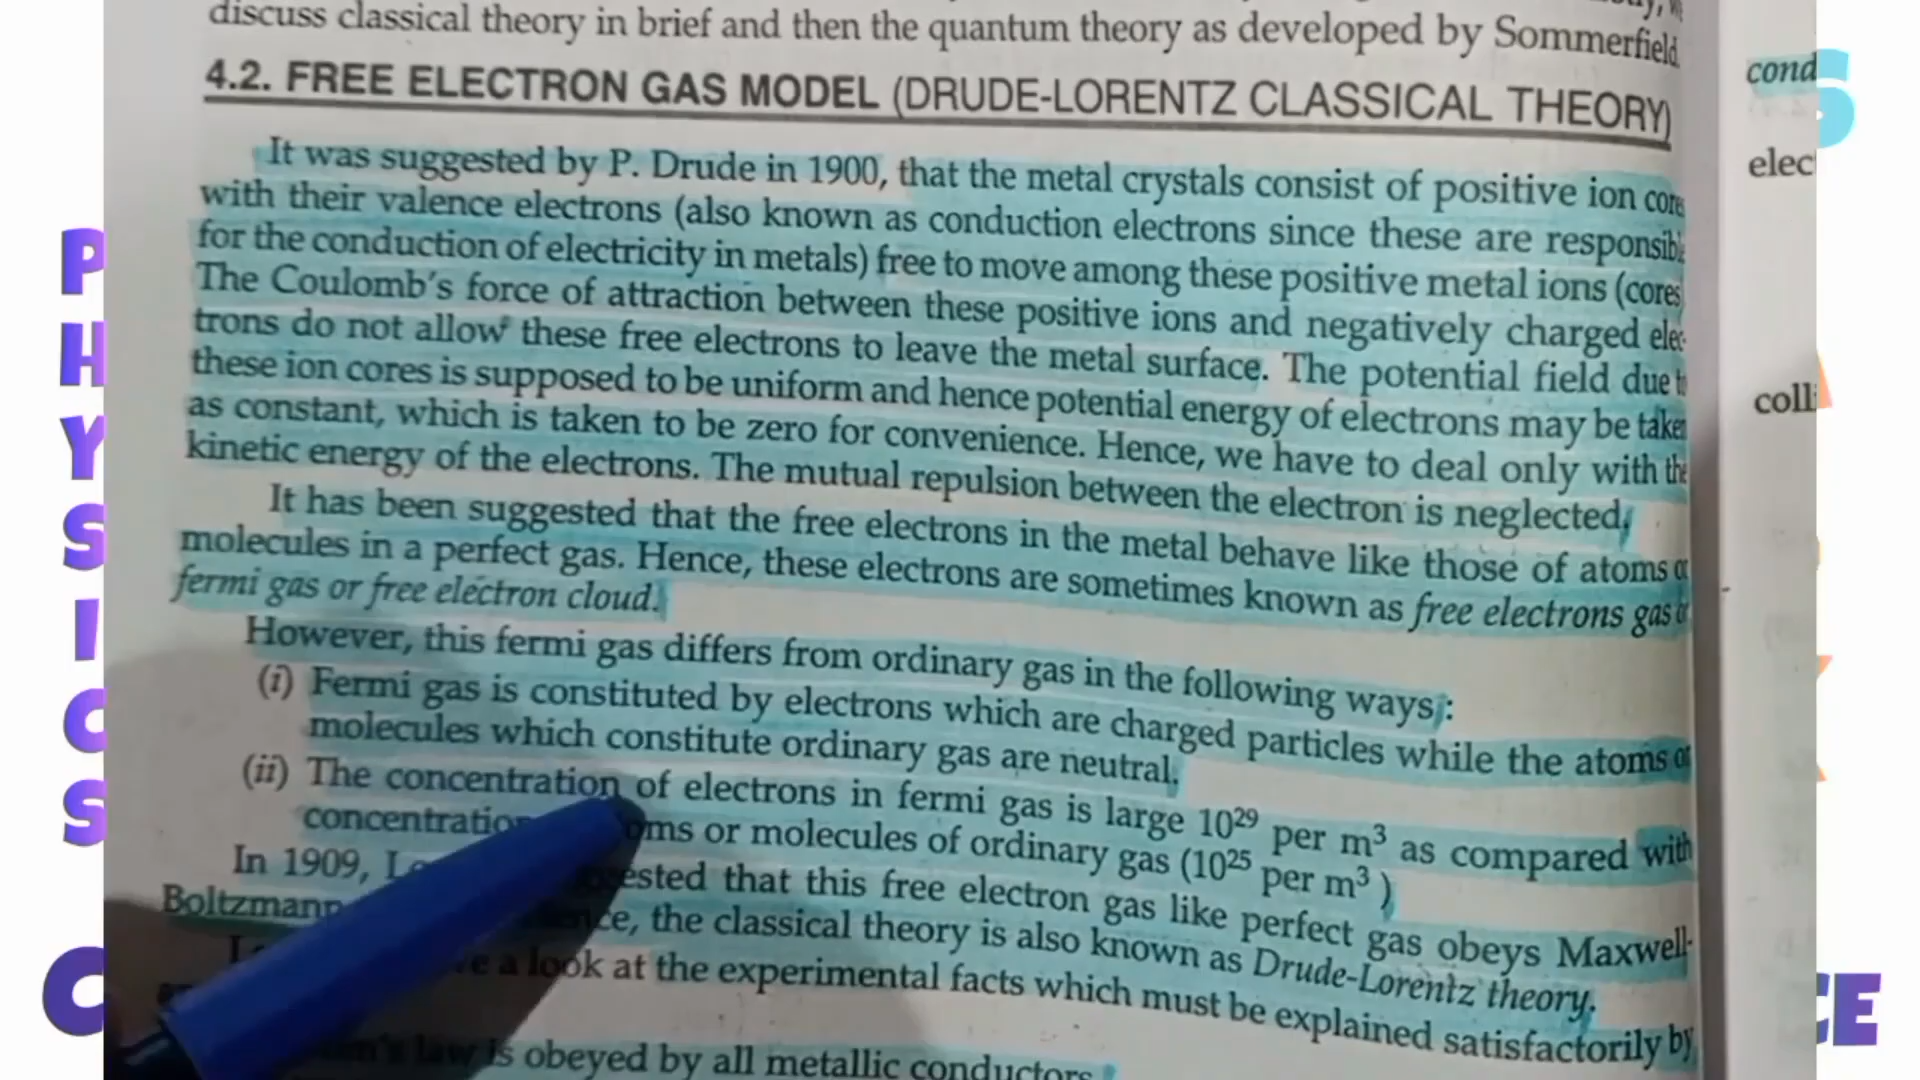 discuss classical theory in brief and then the quantum theory as developed by Sommerfield
4.2. FREE ELECTRON GAS MODEL (DRUDE-LORENTZ CLASSICAL THEORY)
It was suggested by P. Drude in 1900, that the metal crystals consist of positive ion cores
with their valence electrons (also known as conduction electrons since these are responsible
for the conduction of electricity in metals) free to move among these positive metal ions (cores)
The Coulomb's force of attraction between these positive ions and negatively charged elec-
trons do not allow these free electrons to leave the metal surface. The potential field due to
these ion cores is supposed to be uniform and hence potential energy of electrons may be taken
as constant, which is taken to be zero for convenience. Hence, we have to deal only with the
kinetic energy of the electrons. The mutual repulsion between the electron is neglected.
It has been suggested that the free electrons in the metal behave like those of atoms or
molecules in a perfect gas. Hence, these electrons are sometimes known as free electrons gas or
fermi gas or free electron cloud.
However, this fermi gas differs from ordinary gas in the following ways :
(i) Fermi gas is constituted by electrons which are charged particles while the atoms or
molecules which constitute ordinary gas are neutral.
(ii) The concentration of electrons in fermi gas is large 10²⁹ per m³ as compared with
concentration or molecules of ordinary gas (10²⁵ per m³ )
In 1909, that this free electron gas like perfect gas obeys Maxwell-
Boltzmann the classical theory is also known as Drude-Lorentz theory.
a look at the experimental facts which must be explained satisfactorily by
law is obeyed by all metallic conductors.
cond
elec
colli
PHYSICS
C
S
CE